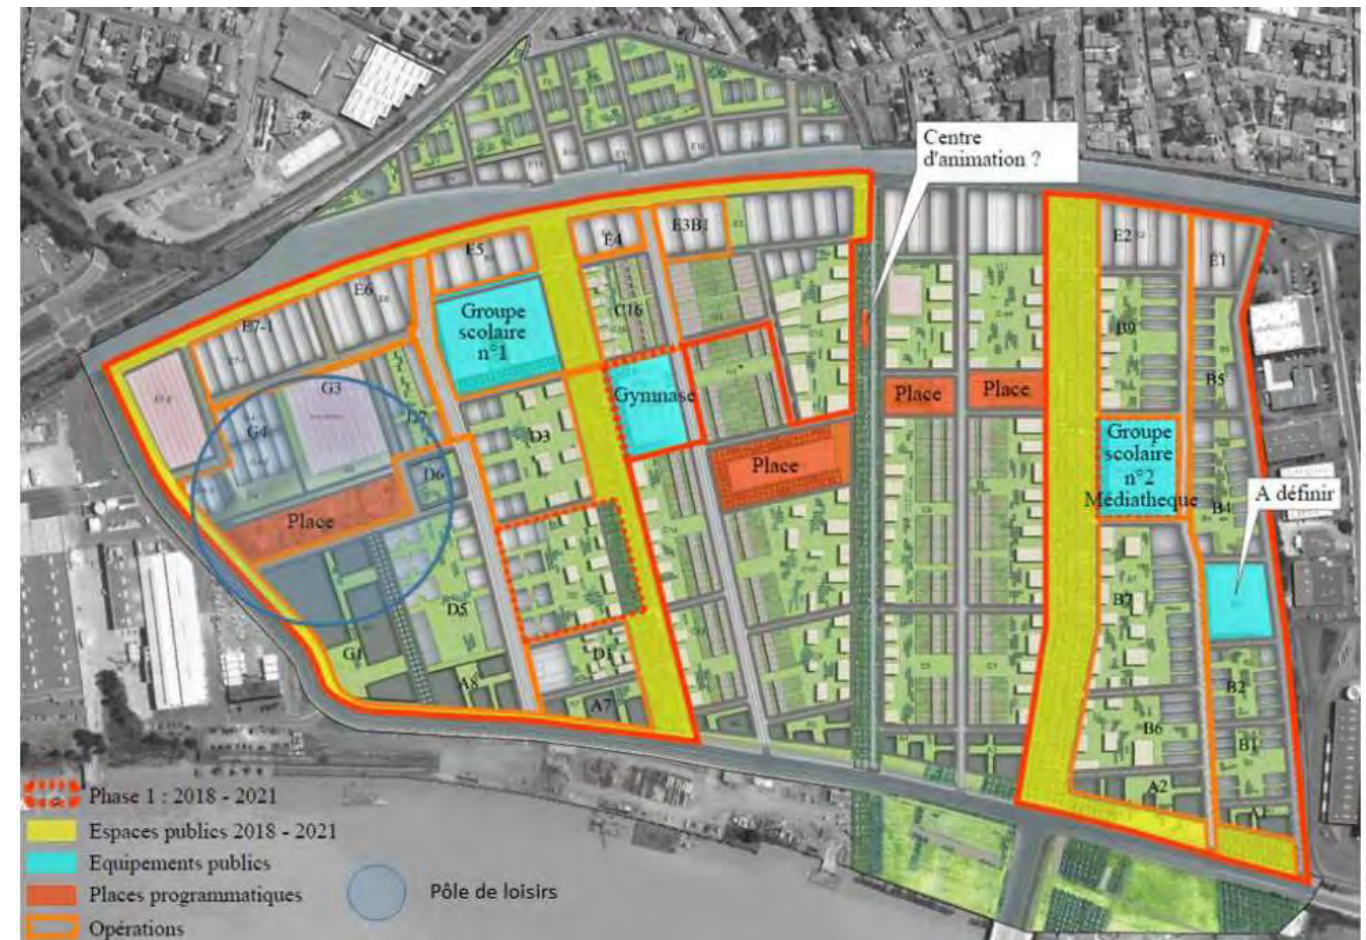 Centre
d'animation ?
E5
E4
E3B1
E2
E1
E6
E7-1
Groupe
scolaire
n°1
C16
B9
G3
D7
Gymnase
Place
Place
B5
G4
D3
D6
Place
Groupe
scolaire
n°2
Médiatheque
B4
A définir
Place
D5
B7
G1
D1
A8
A7
B2
B6
B1
A2
Phase 1 : 2018 - 2021
Espaces publics 2018 - 2021
Equipements publics
Places programmatiques
Pôle de loisirs
Opérations